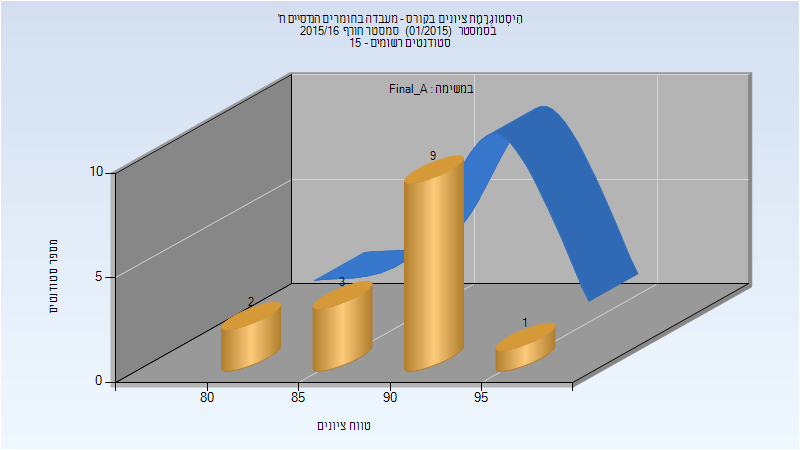 היסטוגרמת ציונים בקורס - מעבדה בחומרים הנדסיים ח'
בסמסטר (01/2015) סמסטר חורף 2015/16
סטודנטים רשומים - 15
במשימה : Final_A
מספר סטודנטים
10
5
0
2
3
9
1
80
85
90
95
טווח ציונים